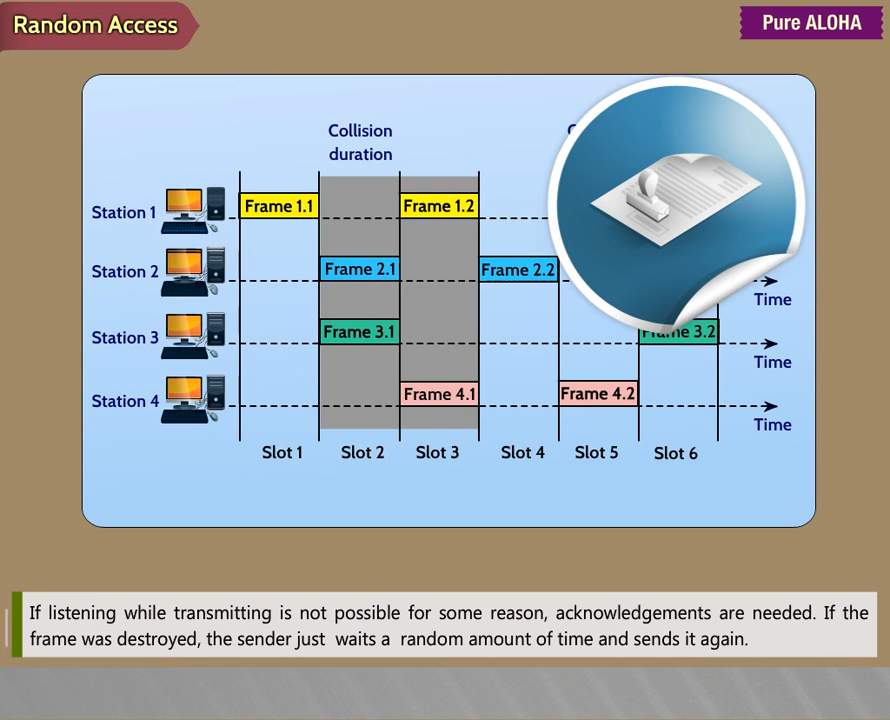 Random Access
Pure ALOHA
Collision
duration
Station 1
Frame 1.1
Frame 1.2
Station 2
Frame 2.1
Frame 2.2
Time
Station 3
Frame 3.1
Frame 3.2
Time
Station 4
Frame 4.1
Frame 4.2
Time
Slot 1
Slot 2
Slot 3
Slot 4
Slot 5
Slot 6
If listening while transmitting is not possible for some reason, acknowledgements are needed. If the
frame was destroyed, the sender just waits a random amount of time and sends it again.